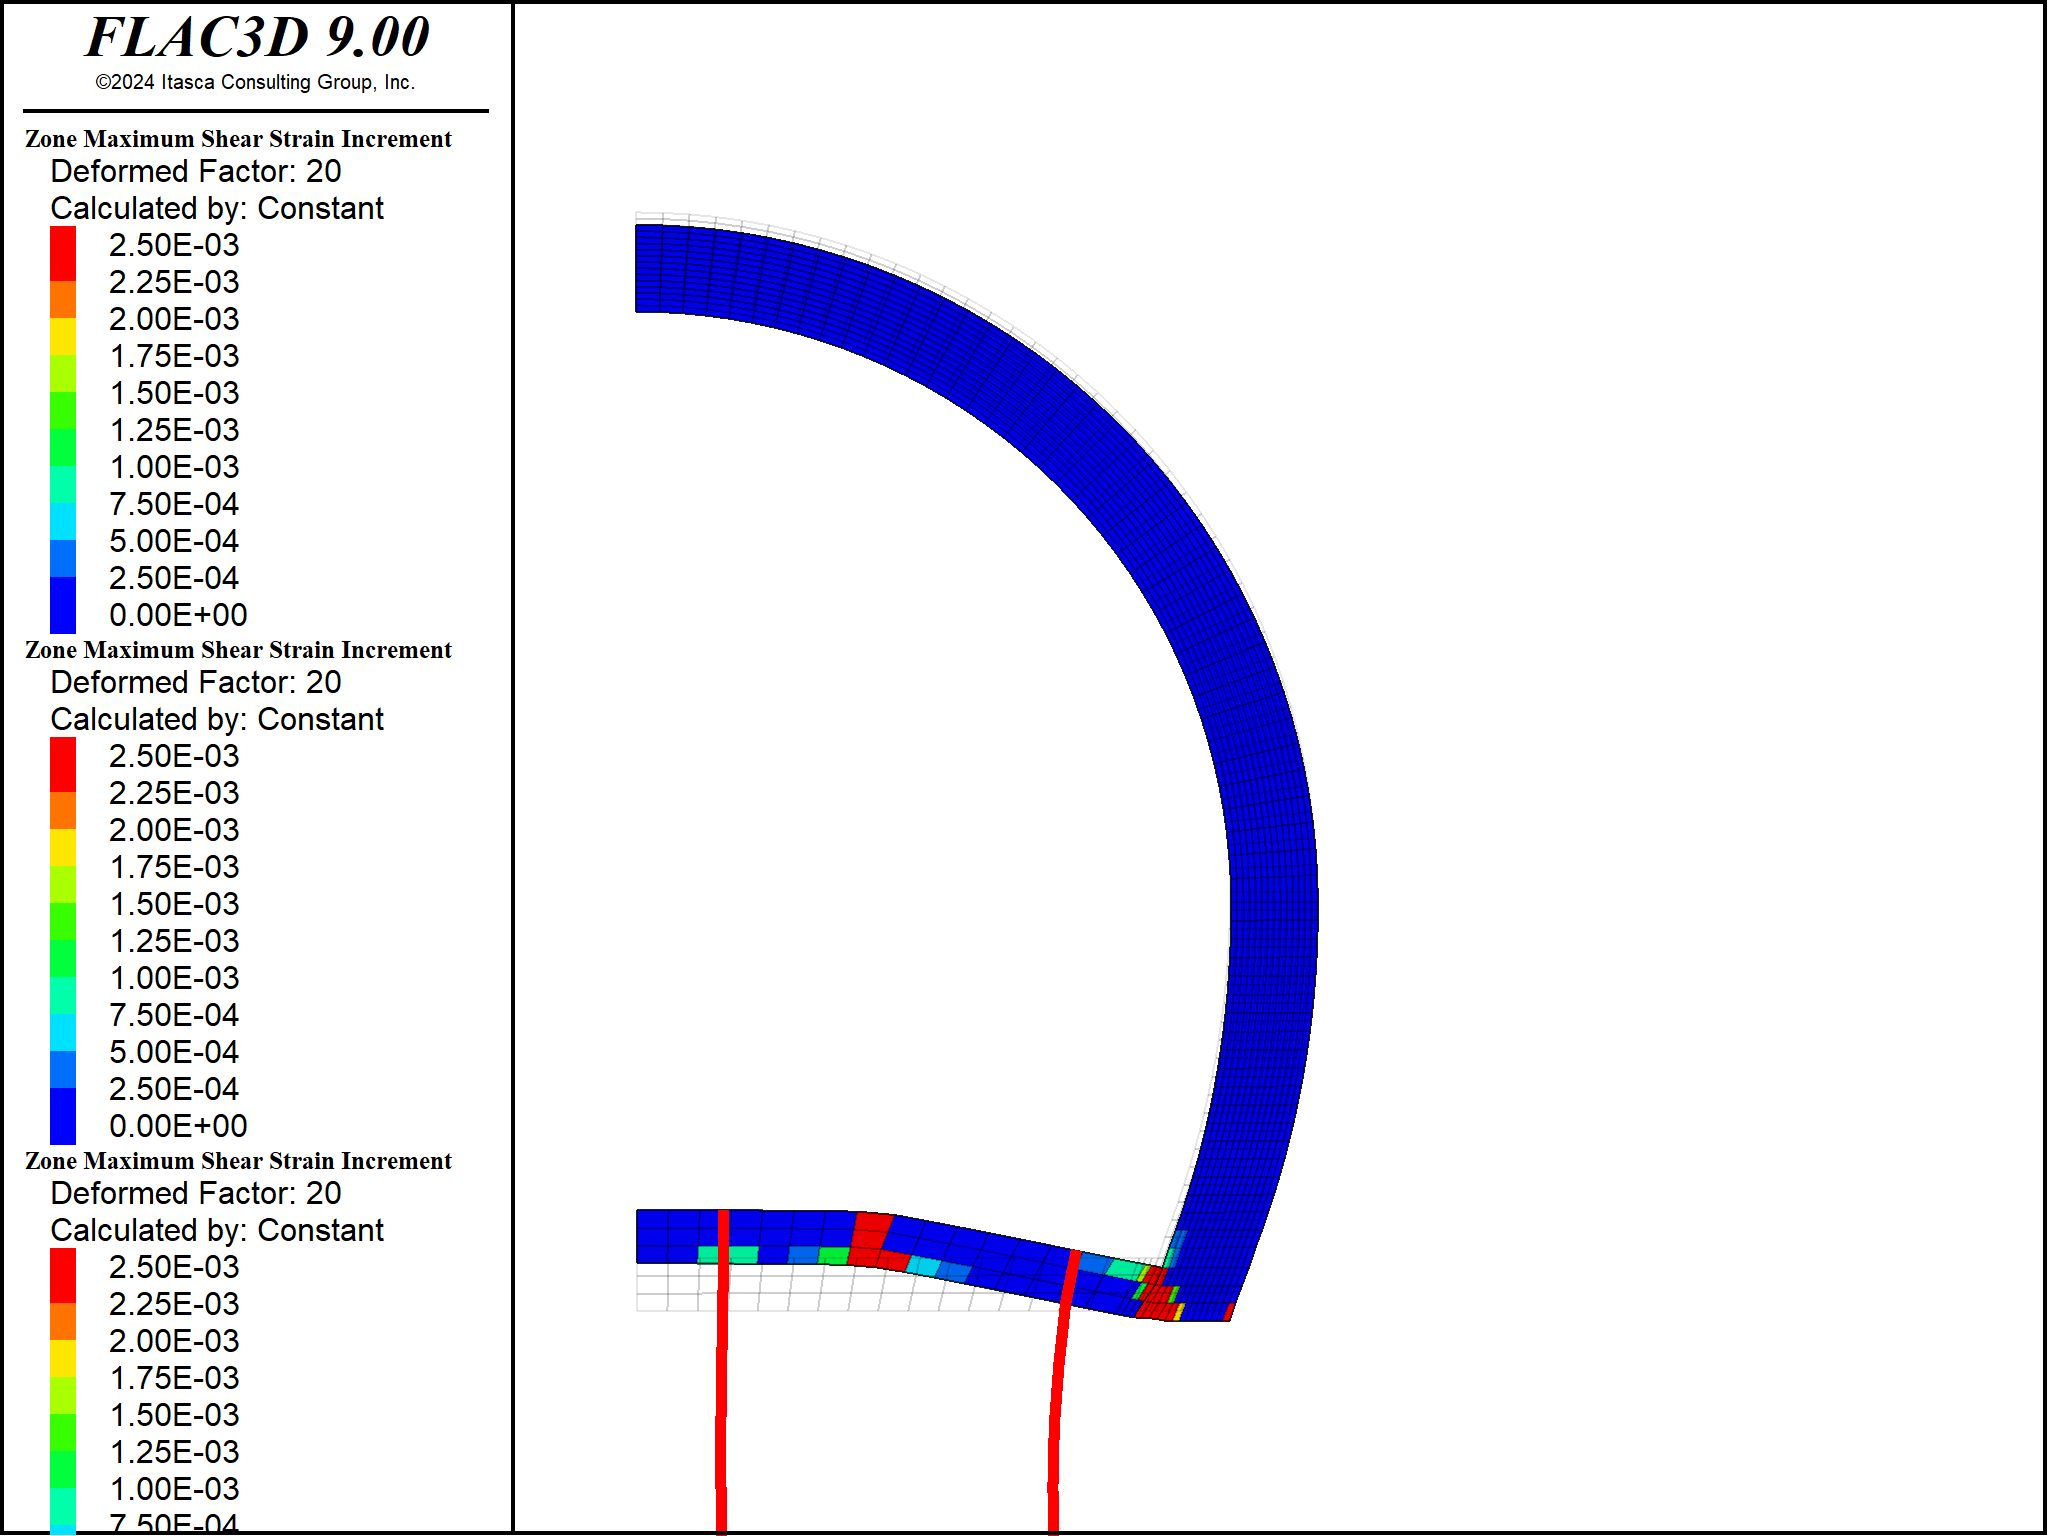 FLAC3D 9.00
©2024 Itasca Consulting Group, Inc.
Zone Maximum Shear Strain Increment
Deformed Factor: 20
Calculated by: Constant
2.50E-03
2.25E-03
2.00E-03
1.75E-03
1.50E-03
1.25E-03
1.00E-03
7.50E-04
5.00E-04
2.50E-04
0.00E+00
Zone Maximum Shear Strain Increment
Deformed Factor: 20
Calculated by: Constant
2.50E-03
2.25E-03
2.00E-03
1.75E-03
1.50E-03
1.25E-03
1.00E-03
7.50E-04
5.00E-04
2.50E-04
0.00E+00
Zone Maximum Shear Strain Increment
Deformed Factor: 20
Calculated by: Constant
2.50E-03
2.25E-03
2.00E-03
1.75E-03
1.50E-03
1.25E-03
1.00E-03
7.50E-04